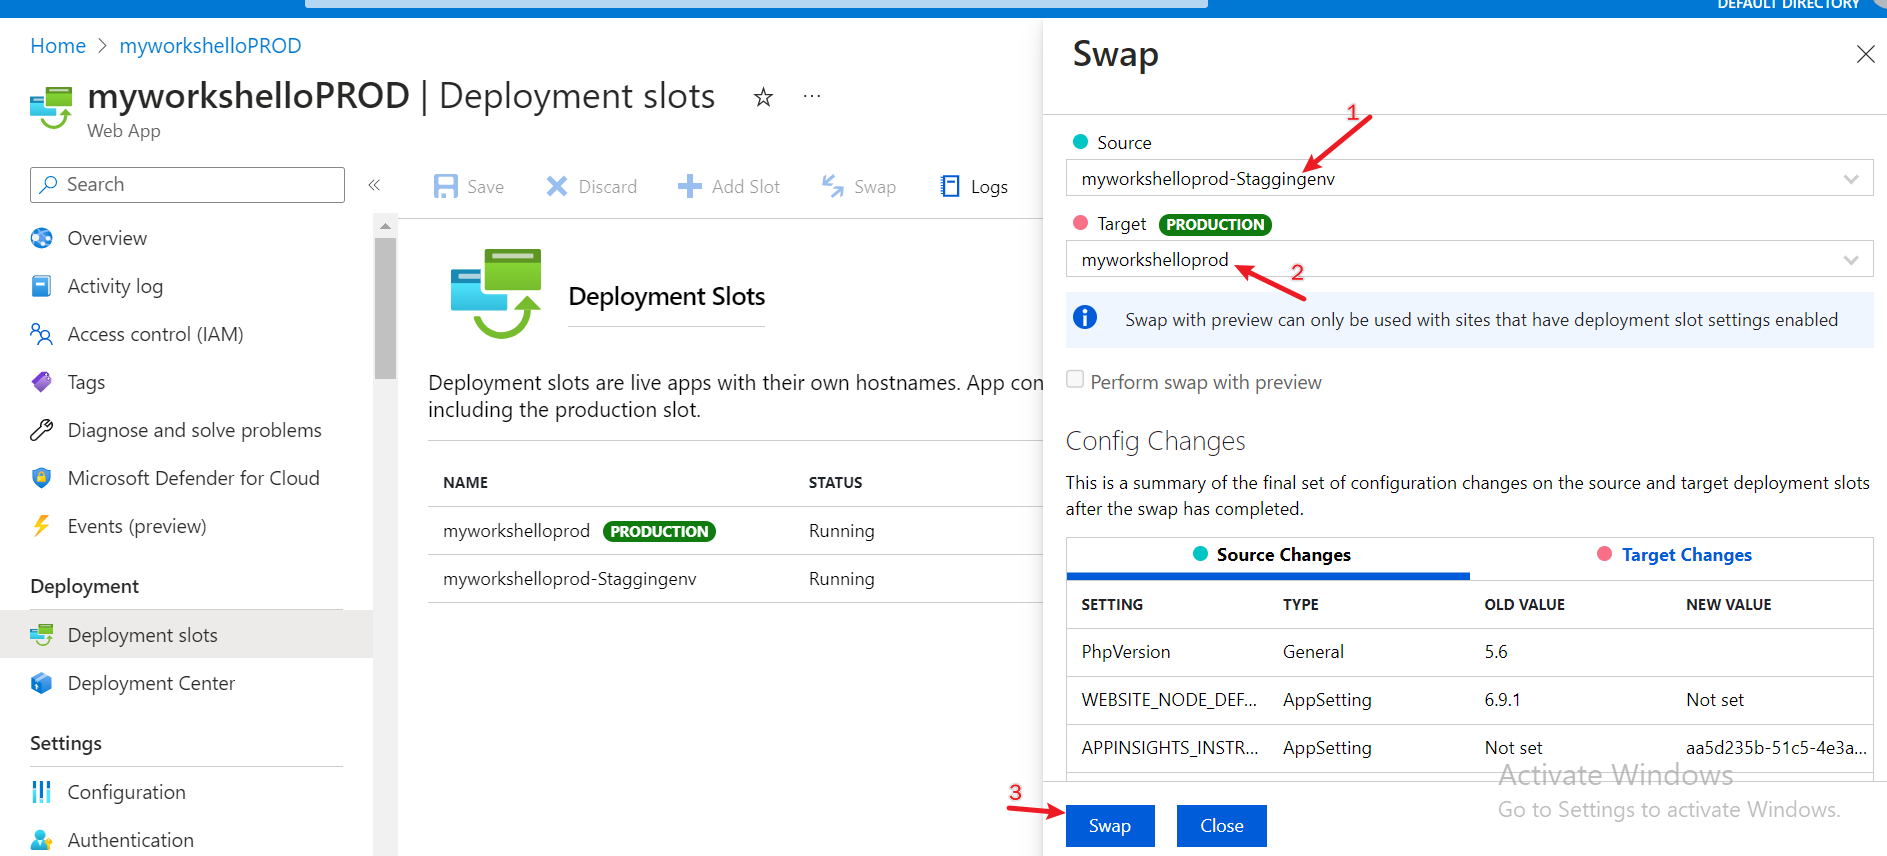 DEFAULT DIRECTORY
Home > myworkshelloPROD
myworkshelloPROD | Deployment slots
Web App
Search
Overview
Activity log
Access control (IAM)
Tags
Diagnose and solve problems
Microsoft Defender for Cloud
Events (preview)
Deployment
Deployment slots
Deployment Center
Settings
Configuration
Authentication
Save Discard Add Slot Swap Logs
Deployment Slots
Deployment slots are live apps with their own hostnames. App con
including the production slot.
NAME STATUS
myworkshelloprod PRODUCTION Running
myworkshelloprod-Staggingenv Running
Swap
1
Source
myworkshelloprod-Staggingenv
Target PRODUCTION
myworkshelloprod
2
Swap with preview can only be used with sites that have deployment slot settings enabled
Perform swap with preview
Config Changes
This is a summary of the final set of configuration changes on the source and target deployment slots
after the swap has completed.
Source Changes Target Changes
SETTING TYPE OLD VALUE NEW VALUE
PhpVersion General 5.6
WEBSITE_NODE_DEF... AppSetting 6.9.1 Not set
APPINSIGHTS_INSTR... AppSetting Not set aa5d235b-51c5-4e3a...
Activate Windows
Go to Settings to activate Windows.
3
Swap Close